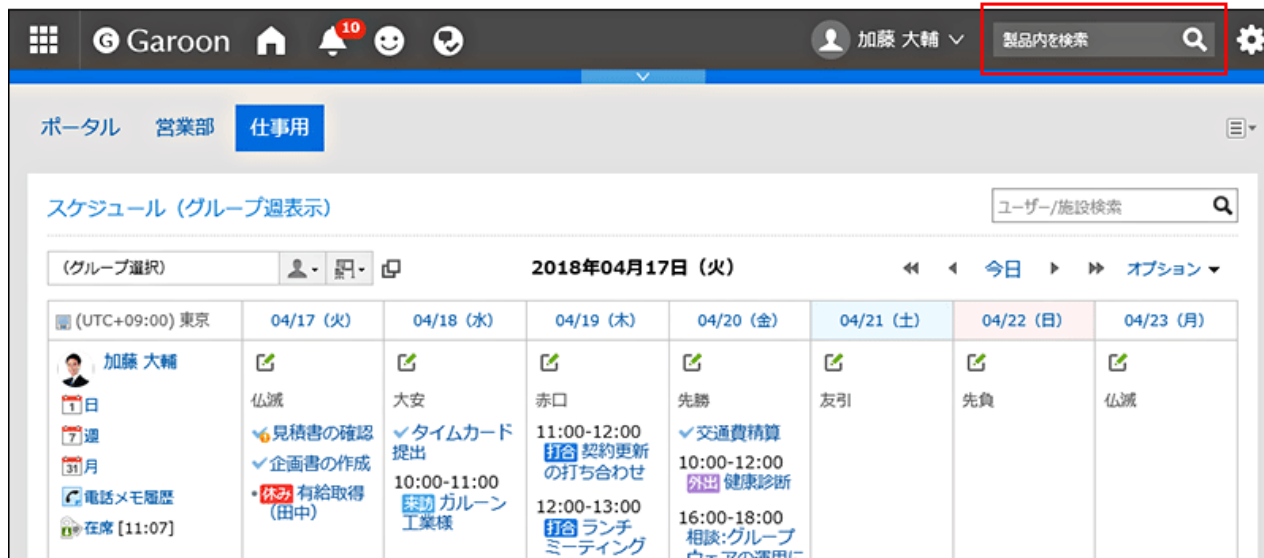 G Garoon
10
加藤 大輔
製品内を検索
ポータル 営業部 仕事用
スケジュール（グループ週表示）
ユーザー/施設検索
（グループ選択）
2018年04月17日（火）
今日
オプション
(UTC+09:00) 東京 04/17（火） 04/18（水） 04/19（木） 04/20（金） 04/21（土） 04/22（日） 04/23（月）
加藤 大輔
1 日
7 週
31 月
電話メモ履歴
在席 [11:07]
仏滅
見積書の確認
企画書の作成
休み 有給取得
（田中）
大安
タイムカード
提出
10:00-11:00
来訪 ガルーン
工業様
赤口
11:00-12:00
打合 契約更新
の打ち合わせ
12:00-13:00
打合 ランチ
ミーティング
先勝
交通費精算
10:00-12:00
外出 健康診断
16:00-18:00
相談:グループ
ウェアの運用に
友引
先負
仏滅